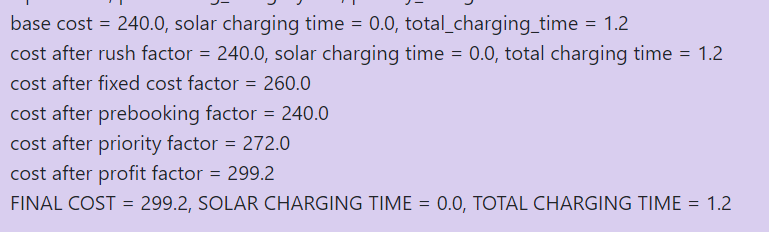 base cost = 240.0, solar charging time = 0.0, total_charging_time = 1.2
cost after rush factor = 240.0, solar charging time = 0.0, total charging time = 1.2
cost after fixed cost factor = 260.0
cost after prebooking factor = 240.0
cost after priority factor = 272.0
cost after profit factor = 299.2
FINAL COST = 299.2, SOLAR CHARGING TIME = 0.0, TOTAL CHARGING TIME = 1.2